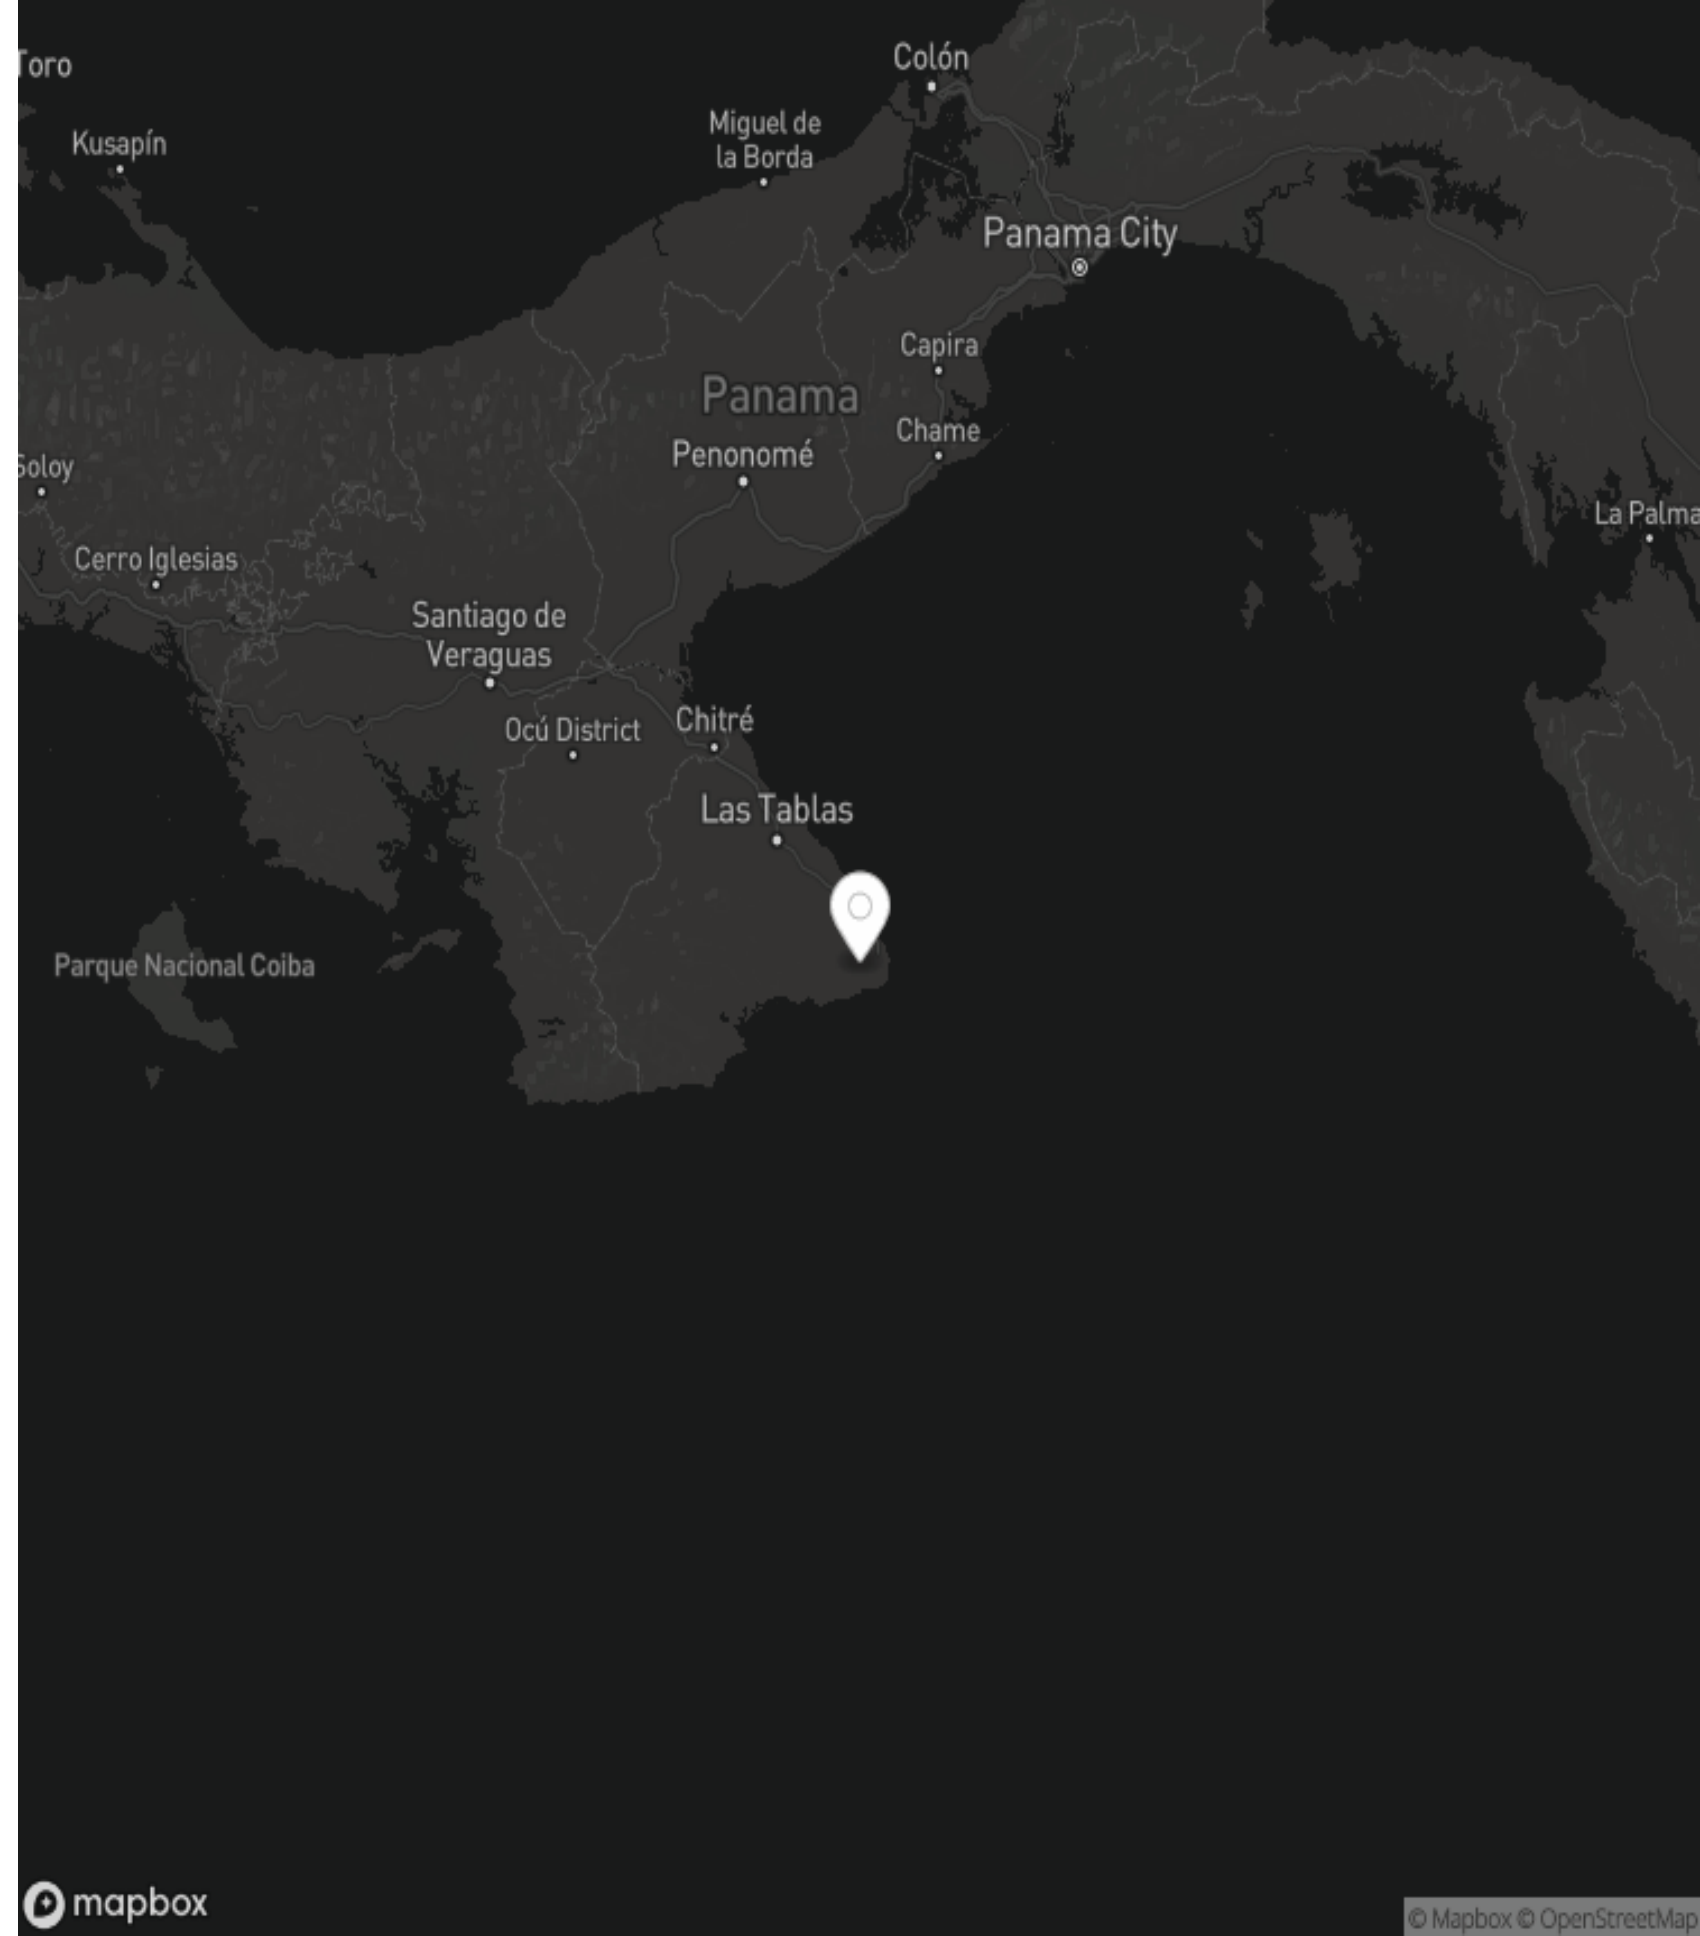 Toro
Colón
Miguel de
la Borda
Kusapín
Panama City
Capira
Panama
Chame
Penonomé
Soloy
La Palma
Cerro Iglesias
Santiago de
Veraguas
Chitré
Ocú District
Las Tablas
Parque Nacional Coiba
mapbox
© Mapbox © OpenStreetMap